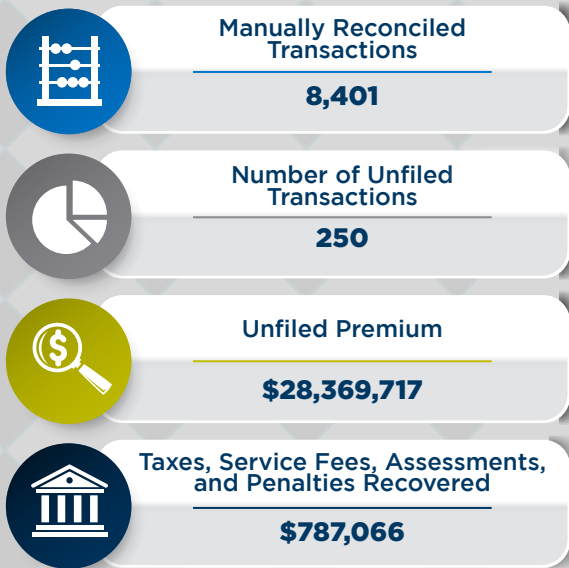 Manually Reconciled
Transactions
8,401
Number of Unfiled
Transactions
250
Unfiled Premium
$28,369,717
Taxes, Service Fees, Assessments,
and Penalties Recovered
$787,066